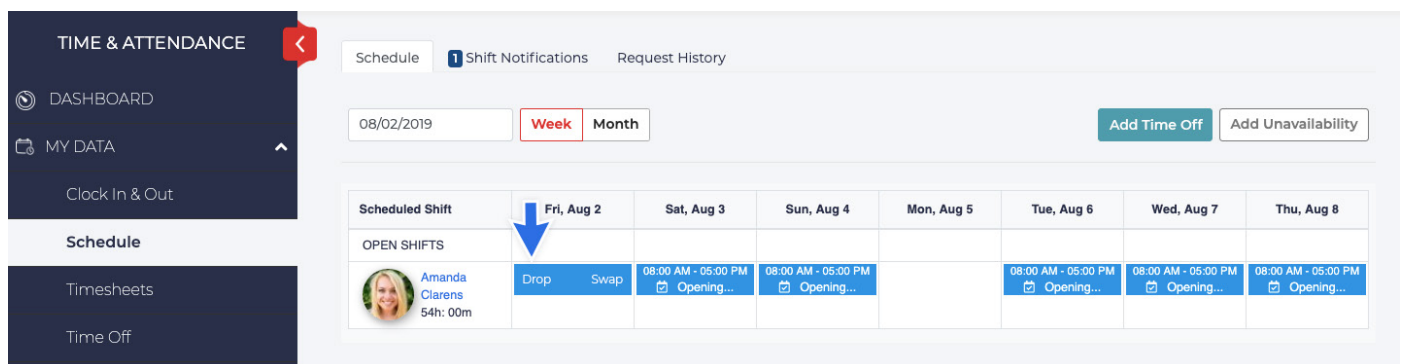 TIME & ATTENDANCE
DASHBOARD
MY DATA
Clock In & Out
Schedule
Timesheets
Time Off
Schedule 1 Shift Notifications Request History
08/02/2019 Week Month Add Time Off Add Unavailability
Scheduled Shift Fri, Aug 2 Sat, Aug 3 Sun, Aug 4 Mon, Aug 5 Tue, Aug 6 Wed, Aug 7 Thu, Aug 8
OPEN SHIFTS
Amanda
Clarens
54h: 00m
Drop Swap
08:00 AM - 05:00 PM
Opening...
08:00 AM - 05:00 PM
Opening...
08:00 AM - 05:00 PM
Opening...
08:00 AM - 05:00 PM
Opening...
08:00 AM - 05:00 PM
Opening...